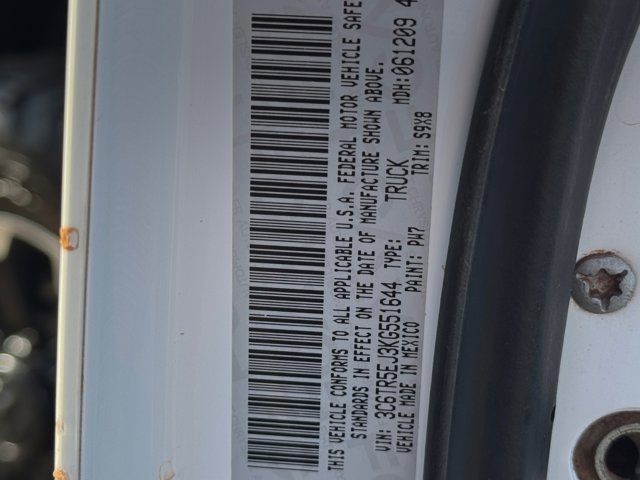 THIS VEHICLE CONFORMS TO ALL APPLICABLE U.S.A. FEDERAL MOTOR VEHICLE SAFE
STANDARDS IN EFFECT ON THE DATE OF MANUFACTURE SHOWN ABOVE.
VIN: 3C6TR5EJ3KG551644 TYPE: TRUCK MDH:061209 4
VEHICLE MADE IN MEXICO PAINT: PW7 TRIM: S9X8